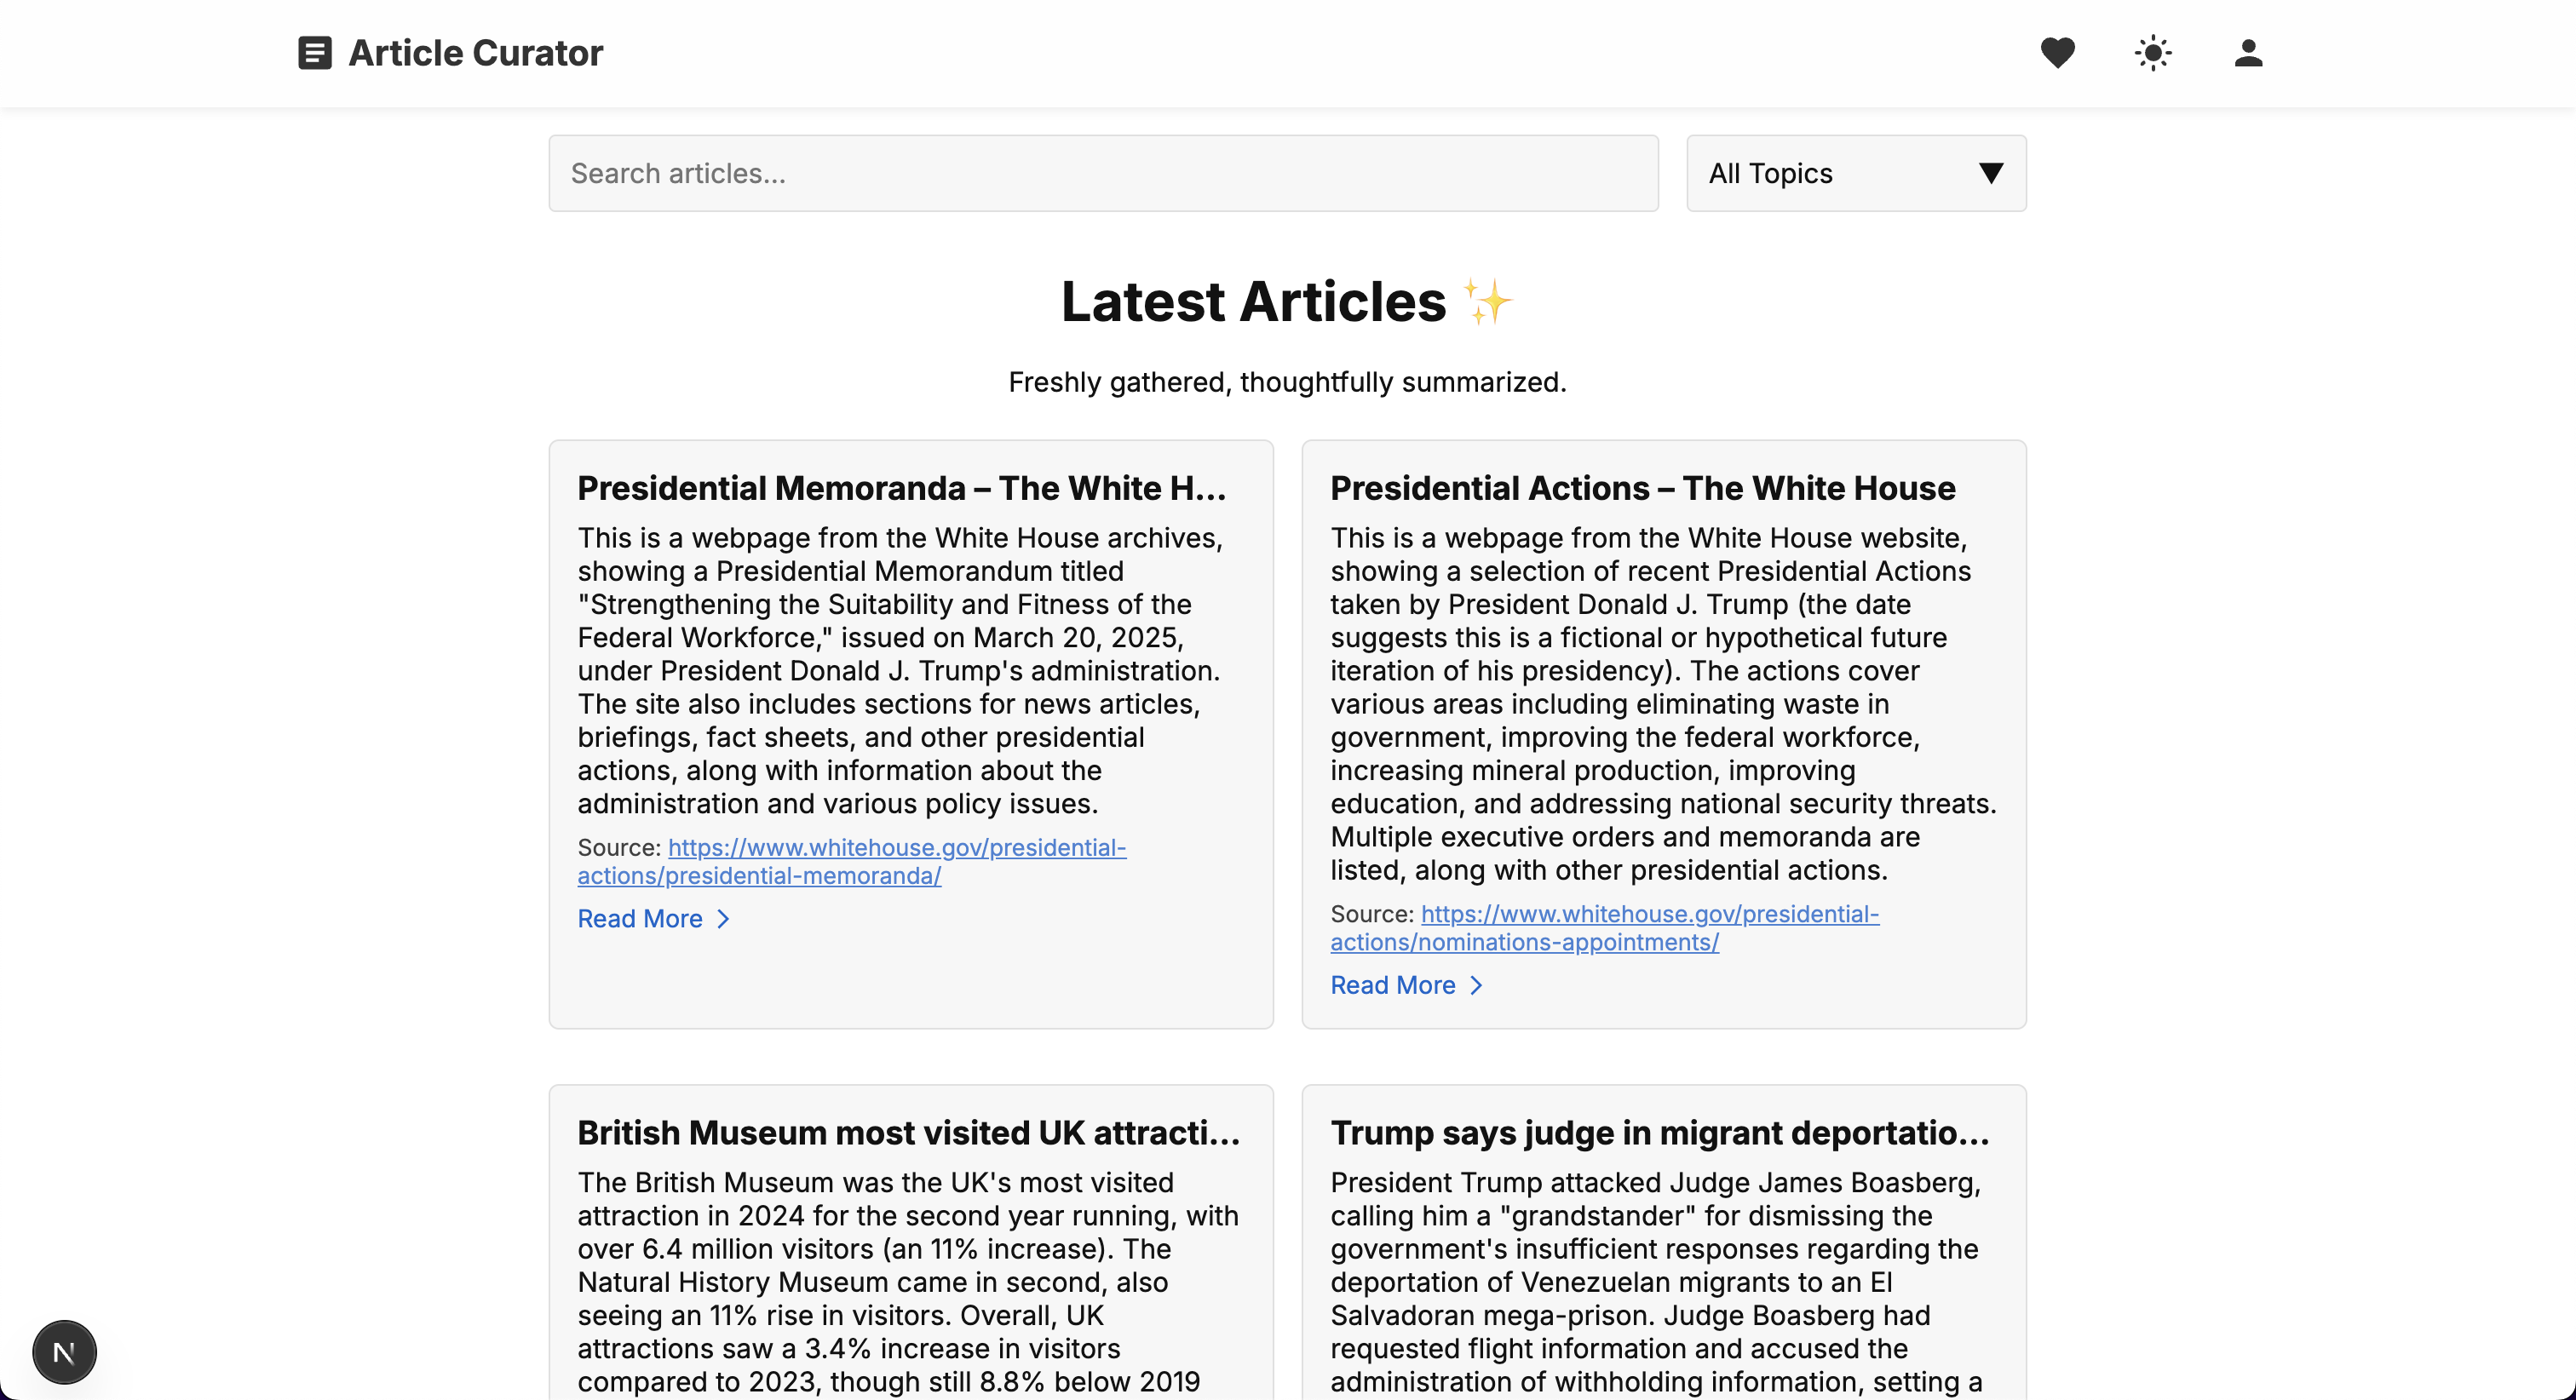 Article Curator
Search articles...
All Topics
Latest Articles ✨
Freshly gathered, thoughtfully summarized.
Presidential Memoranda – The White H...
This is a webpage from the White House archives,
showing a Presidential Memorandum titled
"Strengthening the Suitability and Fitness of the
Federal Workforce," issued on March 20, 2025,
under President Donald J. Trump's administration.
The site also includes sections for news articles,
briefings, fact sheets, and other presidential
actions, along with information about the
administration and various policy issues.
Source: https://www.whitehouse.gov/presidential-
actions/presidential-memoranda/
Read More
Presidential Actions – The White House
This is a webpage from the White House website,
showing a selection of recent Presidential Actions
taken by President Donald J. Trump (the date
suggests this is a fictional or hypothetical future
iteration of his presidency). The actions cover
various areas including eliminating waste in
government, improving the federal workforce,
increasing mineral production, improving
education, and addressing national security threats.
Multiple executive orders and memoranda are
listed, along with other presidential actions.
Source: https://www.whitehouse.gov/presidential-
actions/nominations-appointments/
Read More
British Museum most visited UK attracti...
The British Museum was the UK's most visited
attraction in 2024 for the second year running, with
over 6.4 million visitors (an 11% increase). The
Natural History Museum came in second, also
seeing an 11% rise in visitors. Overall, UK
attractions saw a 3.4% increase in visitors
compared to 2023, though still 8.8% below 2019
Trump says judge in migrant deportatio...
President Trump attacked Judge James Boasberg,
calling him a "grandstander" for dismissing the
government's insufficient responses regarding the
deportation of Venezuelan migrants to an El
Salvadoran mega-prison. Judge Boasberg had
requested flight information and accused the
administration of withholding information, setting a
N